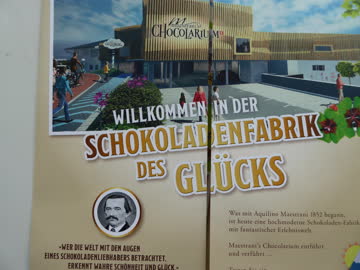 CHOCOLARIUM
WILLKOMMEN IN DER
SCHOKOLADENFABRIK
DES GLÜCKS
Was mit Aquilino Maestrani 1852 begann,
ist heute eine hochmoderne Schokoladen-Fabrik
mit fantastischer Erlebniswelt.
Maestrani's Chocolarium entführt
und verführt ...
»WER DIE WELT MIT DEN AUGEN
EINES SCHOKOLADENLIEBHABERS BETRACHTET,
ERKENNT WAHRE SCHÖNHEIT UND GLÜCK.«